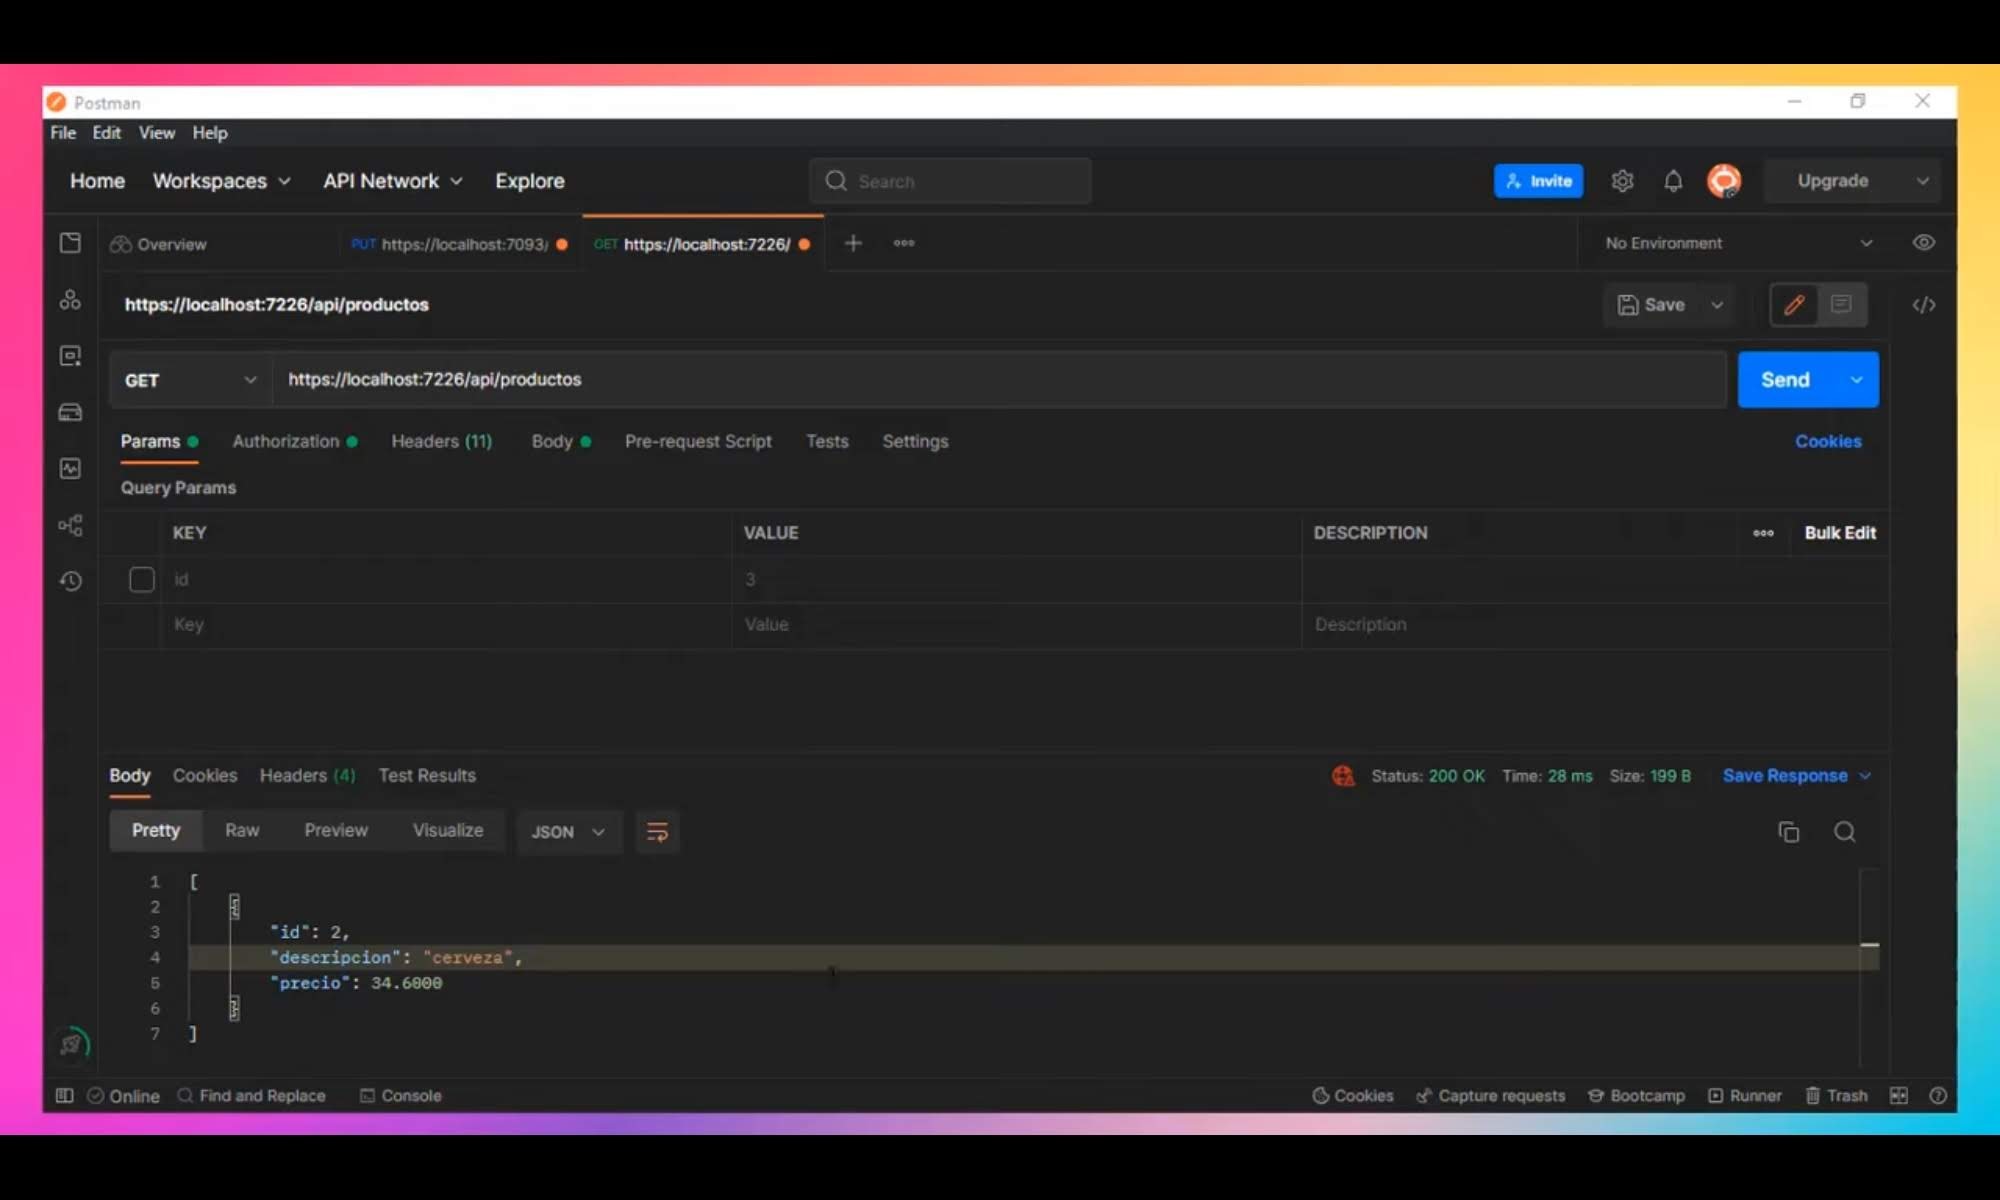 Postman
File Edit View Help
Home Workspaces API Network Explore Search Invite Upgrade
Overview PUT https://localhost:7093/ GET https://localhost:7226/ No Environment
https://localhost:7226/api/productos Save
GET https://localhost:7226/api/productos Send
Params Authorization Headers (11) Body Pre-request Script Tests Settings Cookies
Query Params
KEY VALUE DESCRIPTION Bulk Edit
id 3
Key Value Description
Body Cookies Headers (4) Test Results Status: 200 OK Time: 28 ms Size: 199 B Save Response
Pretty Raw Preview Visualize JSON
1 [
2 {
3 "id": 2,
4 "descripcion": "cerveza",
5 "precio": 34.6000
6 }
7 ]
Online Find and Replace Console Cookies Capture requests Bootcamp Runner Trash